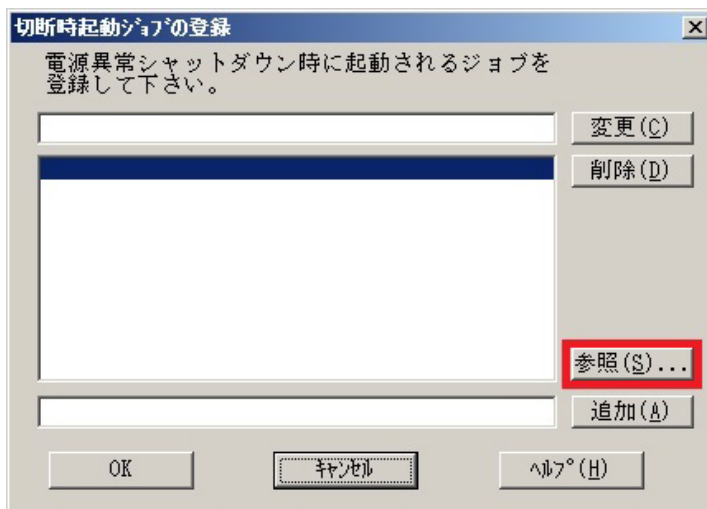 切断時起動ｼﾞｮﾌﾞの登録
電源異常シャットダウン時に起動されるジョブを
登録して下さい。
変更(C)
削除(D)
参照(S)...
追加(A)
OK
ｷｬﾝｾﾙ
ﾍﾙﾌﾟ(H)